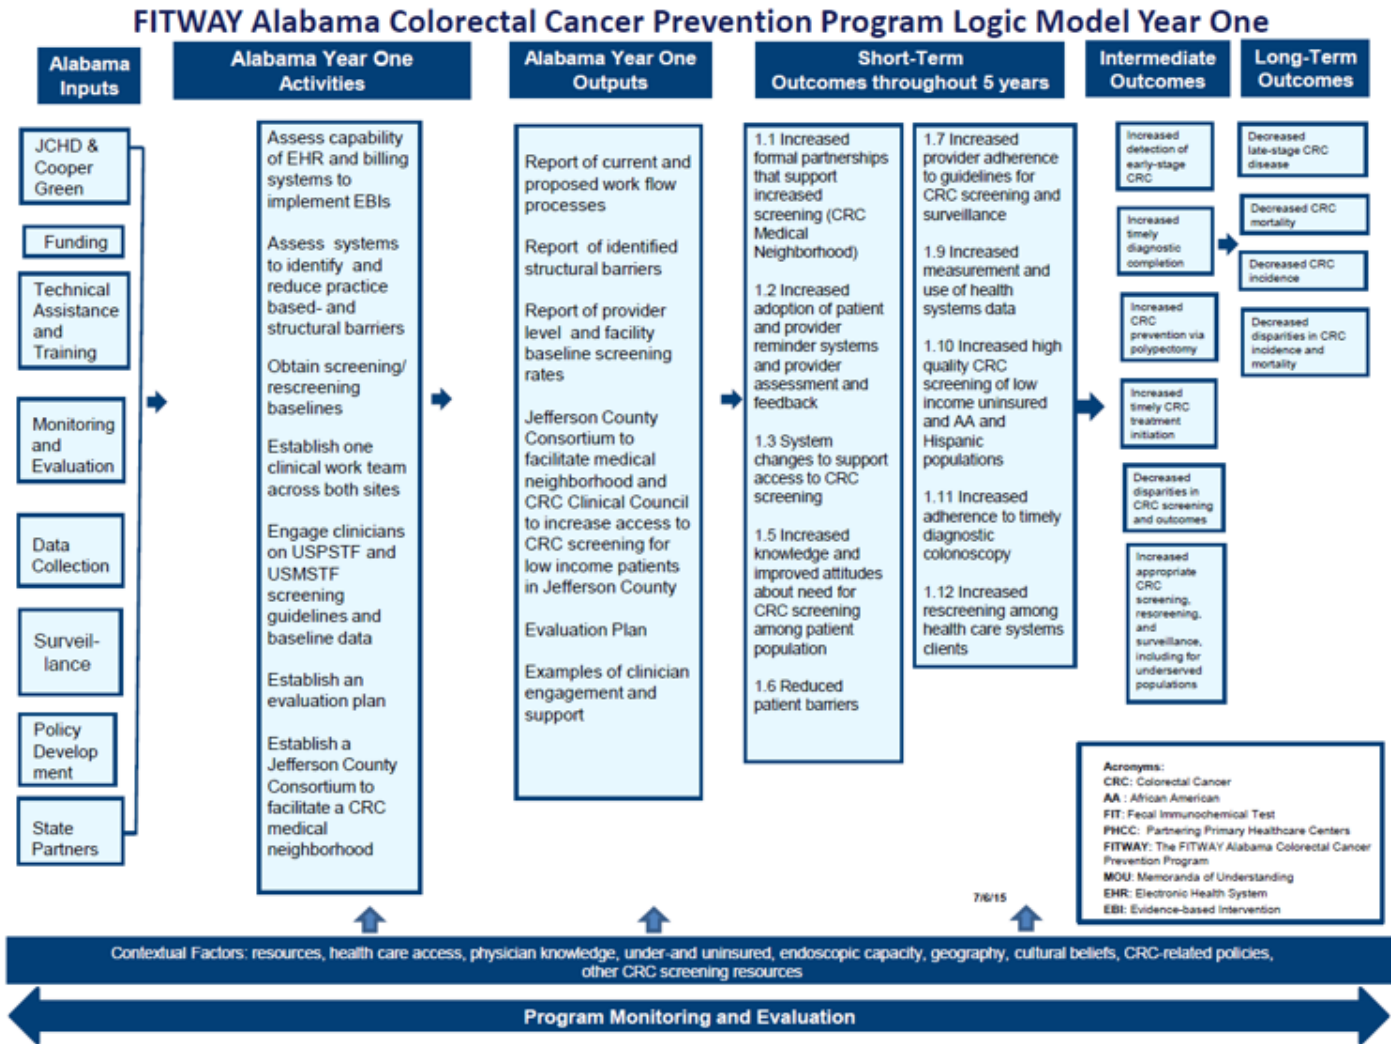 FITWAY Alabama Colorectal Cancer Prevention Program Logic Model Year One
Alabama
Inputs
JCHD &
Cooper
Green
Funding
Technical
Assistance
and
Training
Monitoring
and
Evaluation
Data
Collection
Surveil-
lance
Policy
Develop
ment
State
Partners
Alabama Year One
Activities
Assess capability
of EHR and billing
systems to
implement EBIs
Assess systems
to identify and
reduce practice
based- and
structural barriers
Obtain screening/
rescreening
baselines
Establish one
clinical work team
across both sites
Engage clinicians
on USPSTF and
USMSTF
screening
guidelines and
baseline data
Establish an
evaluation plan
Establish a
Jefferson County
Consortium to
facilitate a CRC
medical
neighborhood
Alabama Year One
Outputs
Report of current and
proposed work flow
processes
Report of identified
structural barriers
Report of provider
level and facility
baseline screening
rates
Jefferson County
Consortium to
facilitate medical
neighborhood and
CRC Clinical Council
to increase access to
CRC screening for
low income patients
in Jefferson County
Evaluation Plan
Examples of clinician
engagement and
support
Short-Term
Outcomes throughout 5 years
1.1 Increased
formal partnerships
that support
increased
screening (CRC
Medical
Neighborhood)
1.2 Increased
adoption of patient
and provider
reminder systems
and provider
assessment and
feedback
1.3 System
changes to support
access to CRC
screening
1.5 Increased
knowledge and
improved attitudes
about need for
CRC screening
among patient
population
1.6 Reduced
patient barriers
1.7 Increased
provider adherence
to guidelines for
CRC screening and
surveillance
1.9 Increased
measurement and
use of health
systems data
1.10 Increased high
quality CRC
screening of low
income uninsured
and AA and
Hispanic
populations
1.11 Increased
adherence to timely
diagnostic
colonoscopy
1.12 Increased
rescreening among
health care systems
clients
Intermediate
Outcomes
Increased
detection of
early-stage
CRC
Increased
timely
diagnostic
completion
Increased
CRC
prevention via
polypectomy
Increased
timely CRC
treatment
initiation
Decreased
disparities in
CRC screening
and outcomes
Increased
appropriate
CRC
screening,
rescreening,
and
surveillance,
including for
underserved
populations
Long-Term
Outcomes
Decreased
late-stage CRC
disease
Decreased CRC
mortality
Decreased CRC
incidence
Decreased
disparities in CRC
incidence and
mortality
Acronyms:
CRC: Colorectal Cancer
AA : African American
FIT: Fecal Immunochemical Test
PHCC: Partnering Primary Healthcare Centers
FITWAY: The FITWAY Alabama Colorectal Cancer
Prevention Program
MOU: Memoranda of Understanding
EHR: Electronic Health System
EBI: Evidence-based Intervention
7/6/15
Contextual Factors: resources, health care access, physician knowledge, under-and uninsured, endoscopic capacity, geography, cultural beliefs, CRC-related policies,
other CRC screening resources
Program Monitoring and Evaluation